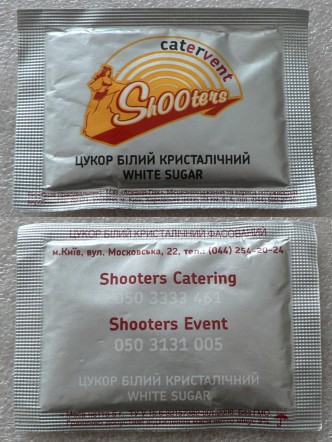 catervent
Shooters
ЦУКОР БІЛИЙ КРИСТАЛІЧНИЙ
WHITE SUGAR
ЦУКОР БІЛИЙ КРИСТАЛІЧНИЙ ФАСОВАНИЙ
м.Київ, вул. Московська, 22, тел.: (044) 254-20-24
Shooters Catering
050 3333 461
Shooters Event
050 3131 005
ЦУКОР БІЛИЙ КРИСТАЛІЧНИЙ
WHITE SUGAR